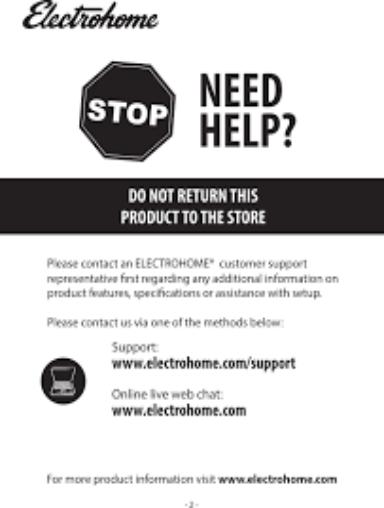 Electrohome
STOP
NEED
HELP?
DO NOT RETURN THIS
PRODUCT TO THE STORE
Please contact an ELECTROHOME® customer support
representative first regarding any additional information on
product features, specifications or assistance with setup.
Please contact us via one of the methods below:
Support:
www.electrohome.com/support
Online live web chat:
www.electrohome.com
For more product information visit www.electrohome.com
- 2 -